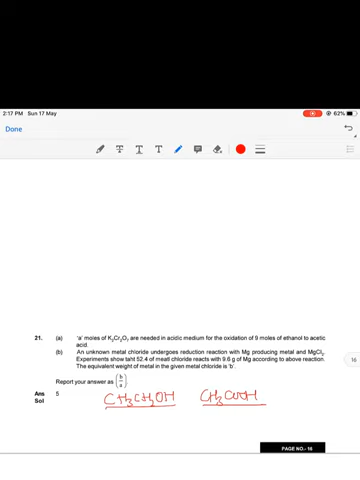 2:17 PM Sun 17 May 62%
Done
21. (a) 'a' moles of K2Cr2O7 are needed in acidic medium for the oxidation of 9 moles of ethanol to acetic
acid.
(b) An unknown metal chloride undergoes reduction reaction with Mg producing metal and MgCl2.
Experiments show taht 52.4 of meatl chloride reacts with 9.6 g of Mg according to above reaction.
The equivalent weight of metal in the given metal chloride is 'b'.
Report your answer as (b/a)
Ans 5
Sol CH3CH2OH CH3COOH
16
PAGE NO.- 16